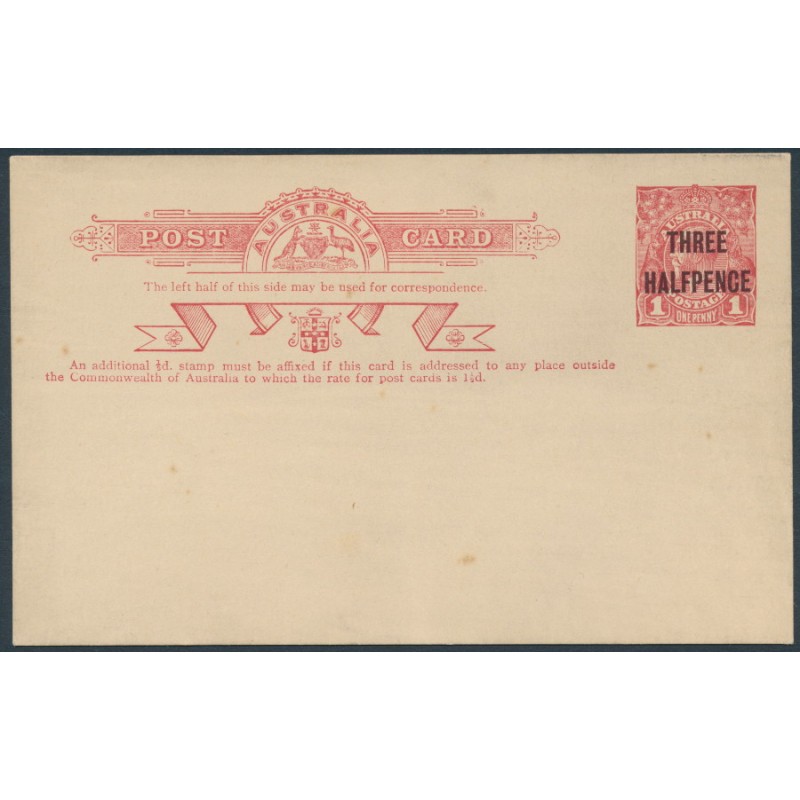 POST AUSTRALIA CARD
AUSTRALIA
THREE
HALFPENCE
POSTAGE
1 ONE PENNY 1
The left half of this side may be used for correspondence.
An additional ½d. stamp must be affixed if this card is addressed to any place outside
the Commonwealth of Australia to which the rate for post cards is 1½d.